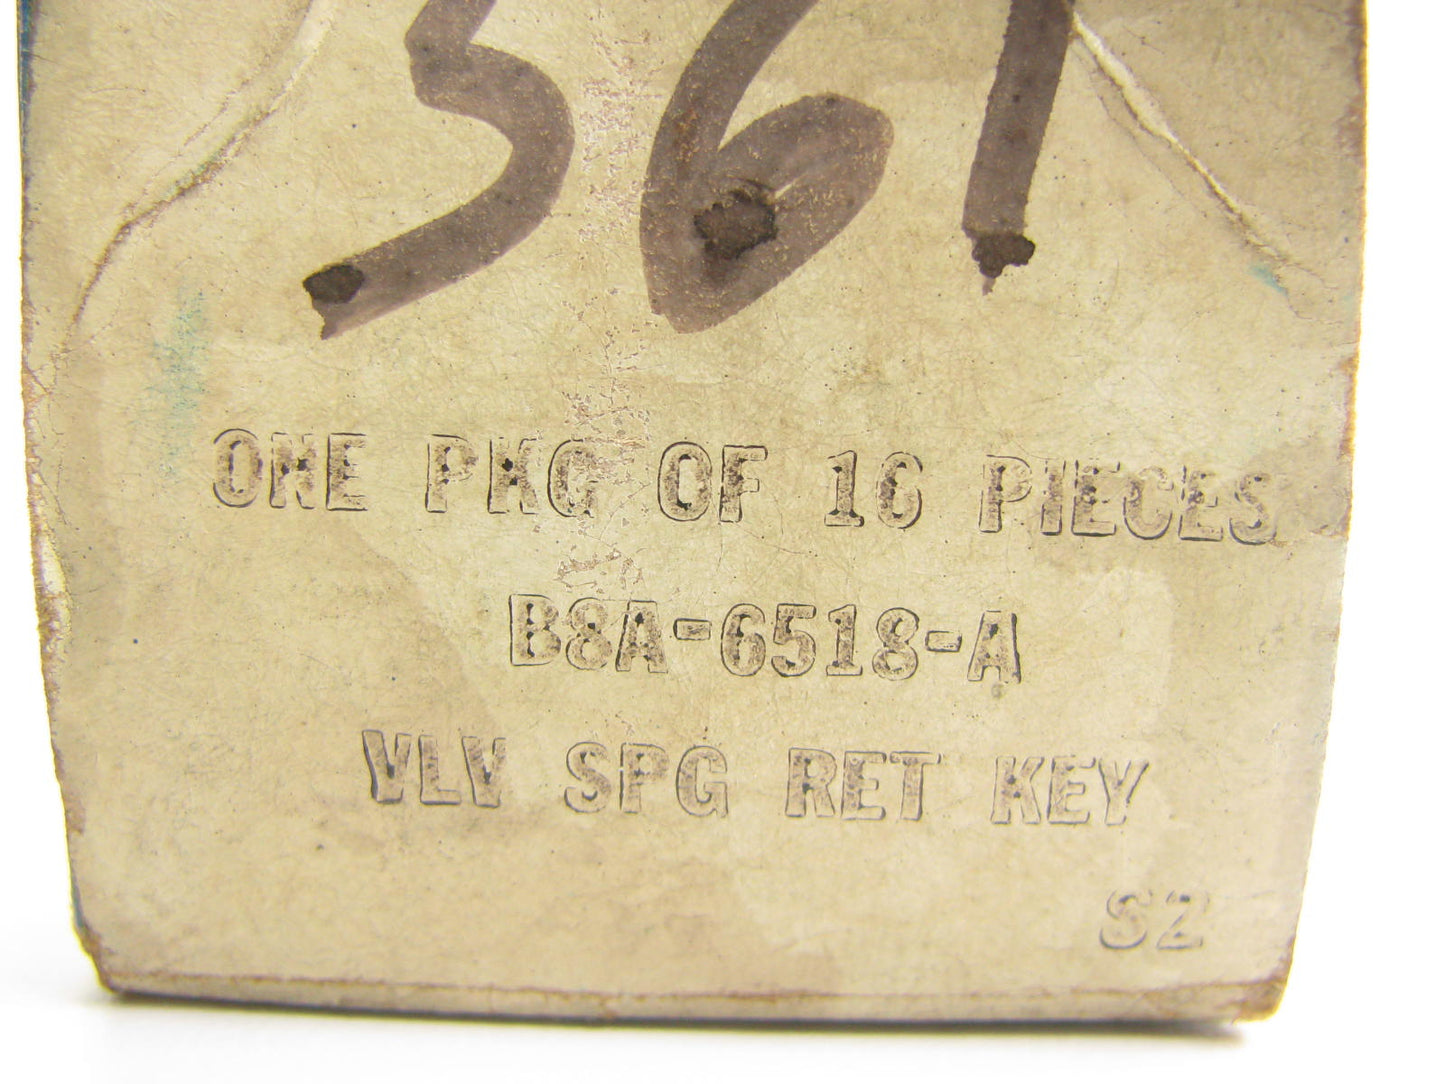 561
ONE PKG OF 16 PIECES
B8A-6518-A
VLV SPG RET KEY
S2